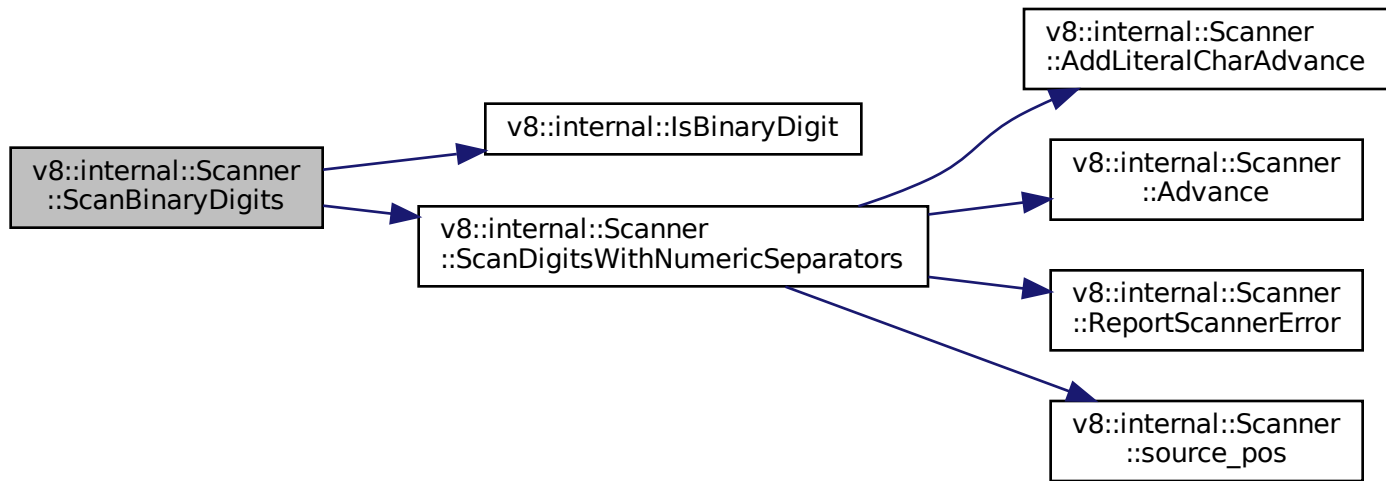 v8::internal::Scanner
::ScanBinaryDigits
v8::internal::IsBinaryDigit
v8::internal::Scanner
::ScanDigitsWithNumericSeparators
v8::internal::Scanner
::AddLiteralCharAdvance
v8::internal::Scanner
::Advance
v8::internal::Scanner
::ReportScannerError
v8::internal::Scanner
::source_pos